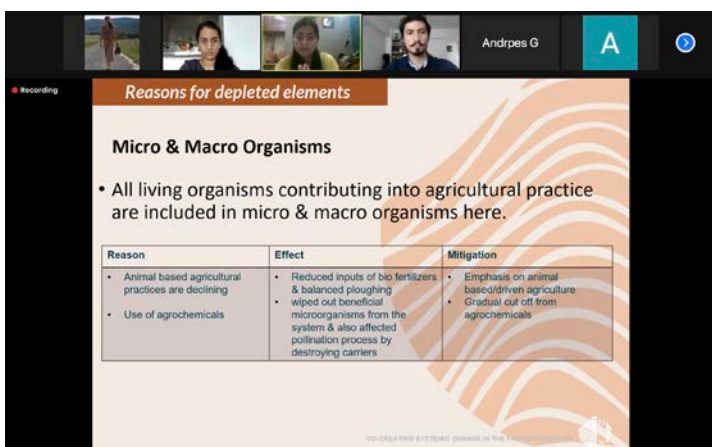 Andrpes G
A
Recording
Reasons for depleted elements
Micro & Macro Organisms
• All living organisms contributing into agricultural practice
are included in micro & macro organisms here.
Reason
Effect
Mitigation
• Animal based agricultural
practices are declining
• Use of agrochemicals
• Reduced inputs of bio fertilizers
& balanced ploughing
• wiped out beneficial
microorganisms from the
system & also affected
pollination process by
destroying carriers
• Emphasis on animal
based/driven agriculture
• Gradual cut off from
agrochemicals
CO-CREATING SYSTEMIC CHANGE IN THE